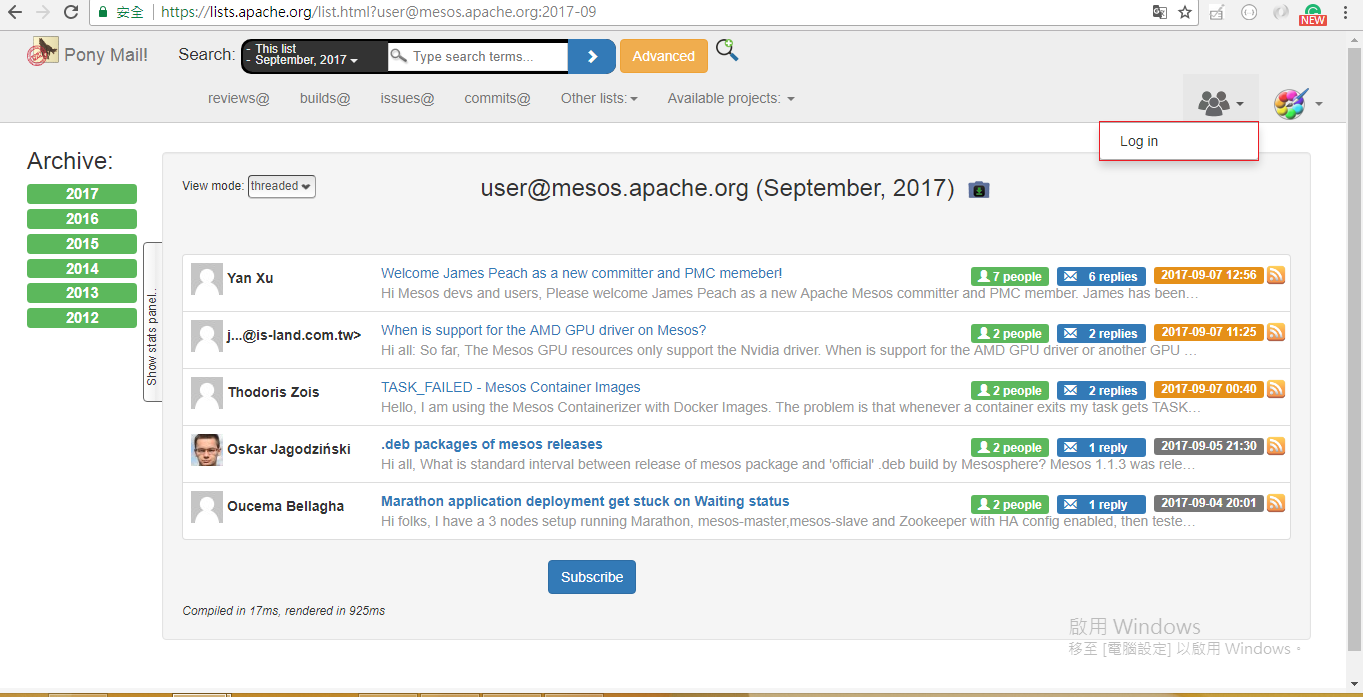 安全 https://lists.apache.org/list.html?user@mesos.apache.org:2017-09
NEW
Pony Mail!
Search:
- This list
- September, 2017
Type search terms...
Advanced
reviews@ builds@ issues@ commits@ Other lists: Available projects:
Log in
Archive:
2017
2016
2015
2014
2013
2012
Show stats panel..
View mode: threaded
user@mesos.apache.org (September, 2017)
Yan Xu
Welcome James Peach as a new committer and PMC memeber!
7 people 6 replies 2017-09-07 12:56
Hi Mesos devs and users, Please welcome James Peach as a new Apache Mesos committer and PMC member. James has been...
j...@is-land.com.tw>
When is support for the AMD GPU driver on Mesos?
2 people 2 replies 2017-09-07 11:25
Hi all: So far, The Mesos GPU resources only support the Nvidia driver. When is support for the AMD GPU driver or another GPU ...
Thodoris Zois
TASK_FAILED - Mesos Container Images
2 people 2 replies 2017-09-07 00:40
Hello, I am using the Mesos Containerizer with Docker Images. The problem is that whenever a container exits my task gets TASK...
Oskar Jagodziński
.deb packages of mesos releases
2 people 1 reply 2017-09-05 21:30
Hi all, What is standard interval between release of mesos package and 'official' .deb build by Mesosphere? Mesos 1.1.3 was rele...
Oucema Bellagha
Marathon application deployment get stuck on Waiting status
2 people 1 reply 2017-09-04 20:01
Hi folks, I have a 3 nodes setup running Marathon, mesos-master,mesos-slave and Zookeeper with HA config enabled, then teste...
Subscribe
Compiled in 17ms, rendered in 925ms
啟用 Windows
移至 [電腦設定] 以啟用 Windows。